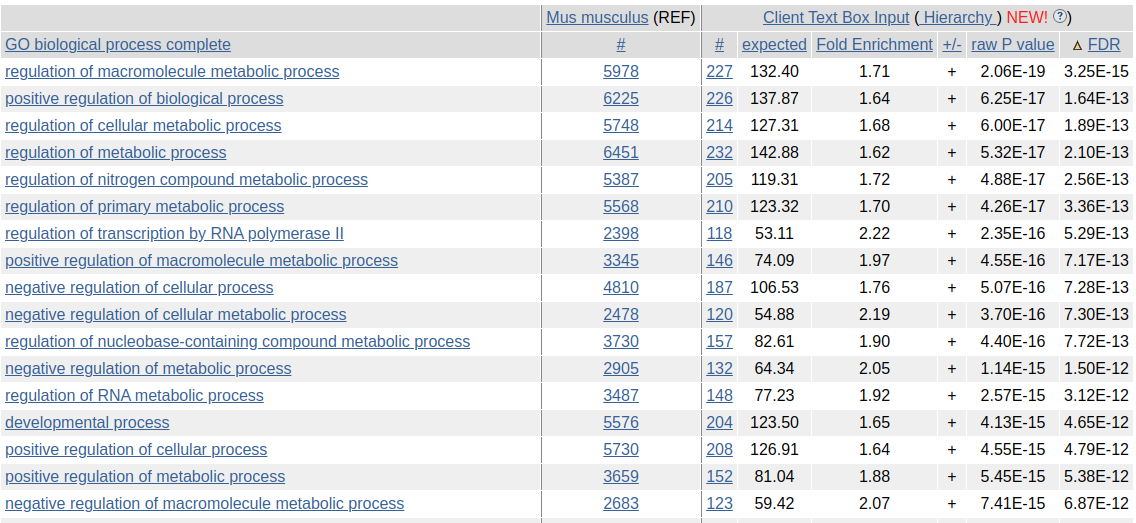 Mus musculus (REF) Client Text Box Input ( Hierarchy ) NEW! ?)
GO biological process complete # # expected Fold Enrichment +/- raw P value △ FDR
regulation of macromolecule metabolic process 5978 227 132.40 1.71 + 2.06E-19 3.25E-15
positive regulation of biological process 6225 226 137.87 1.64 + 6.25E-17 1.64E-13
regulation of cellular metabolic process 5748 214 127.31 1.68 + 6.00E-17 1.89E-13
regulation of metabolic process 6451 232 142.88 1.62 + 5.32E-17 2.10E-13
regulation of nitrogen compound metabolic process 5387 205 119.31 1.72 + 4.88E-17 2.56E-13
regulation of primary metabolic process 5568 210 123.32 1.70 + 4.26E-17 3.36E-13
regulation of transcription by RNA polymerase II 2398 118 53.11 2.22 + 2.35E-16 5.29E-13
positive regulation of macromolecule metabolic process 3345 146 74.09 1.97 + 4.55E-16 7.17E-13
negative regulation of cellular process 4810 187 106.53 1.76 + 5.07E-16 7.28E-13
negative regulation of cellular metabolic process 2478 120 54.88 2.19 + 3.70E-16 7.30E-13
regulation of nucleobase-containing compound metabolic process 3730 157 82.61 1.90 + 4.40E-16 7.72E-13
negative regulation of metabolic process 2905 132 64.34 2.05 + 1.14E-15 1.50E-12
regulation of RNA metabolic process 3487 148 77.23 1.92 + 2.57E-15 3.12E-12
developmental process 5576 204 123.50 1.65 + 4.13E-15 4.65E-12
positive regulation of cellular process 5730 208 126.91 1.64 + 4.55E-15 4.79E-12
positive regulation of metabolic process 3659 152 81.04 1.88 + 5.45E-15 5.38E-12
negative regulation of macromolecule metabolic process 2683 123 59.42 2.07 + 7.41E-15 6.87E-12